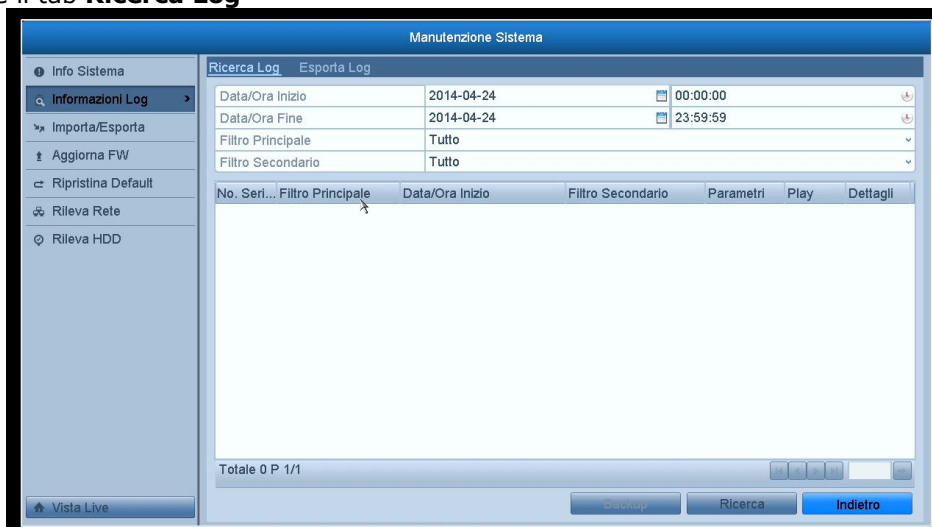 e il tab Ricerca Log
Manutenzione Sistema
Info Sistema
Informazioni Log >
Importa/Esporta
Aggiorna FW
Ripristina Default
Rileva Rete
Rileva HDD
Vista Live
Ricerca Log Esporta Log
Data/Ora Inizio 2014-04-24 00:00:00
Data/Ora Fine 2014-04-24 23:59:59
Filtro Principale Tutto
Filtro Secondario Tutto
No. Seri... Filtro Principale Data/Ora Inizio Filtro Secondario Parametri Play Dettagli
Totale 0 P 1/1
Backup Ricerca Indietro